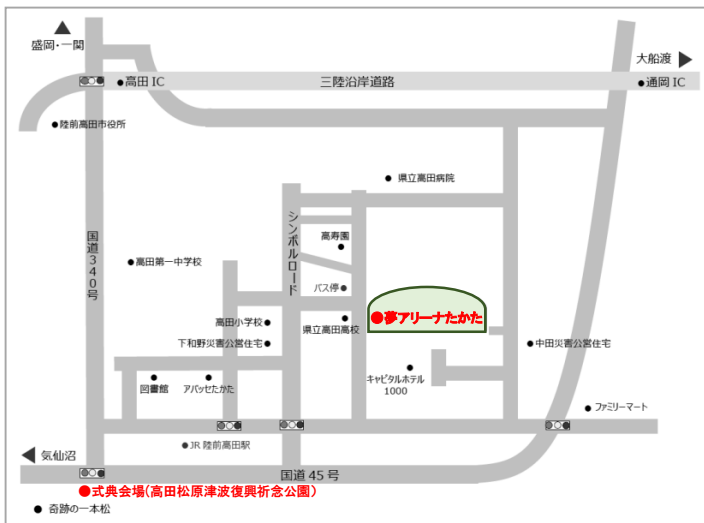 盛岡・一関
大船渡
●高田 IC
三陸沿岸道路
●通岡 IC
●陸前高田市役所
● 県立高田病院
シンボルロード
国道340号
高寿園
●
●高田第一中学校
バス停●
高田小学校●
県立高田高校
●夢アリーナたかた
下和野災害公営住宅●
●中田災害公営住宅
図書館
アバッセたかた
キャピタルホテル
1000
● ファミリーマート
●JR 陸前高田駅
気仙沼
国道 45 号
●式典会場(高田松原津波復興祈念公園)
● 奇跡の一本松